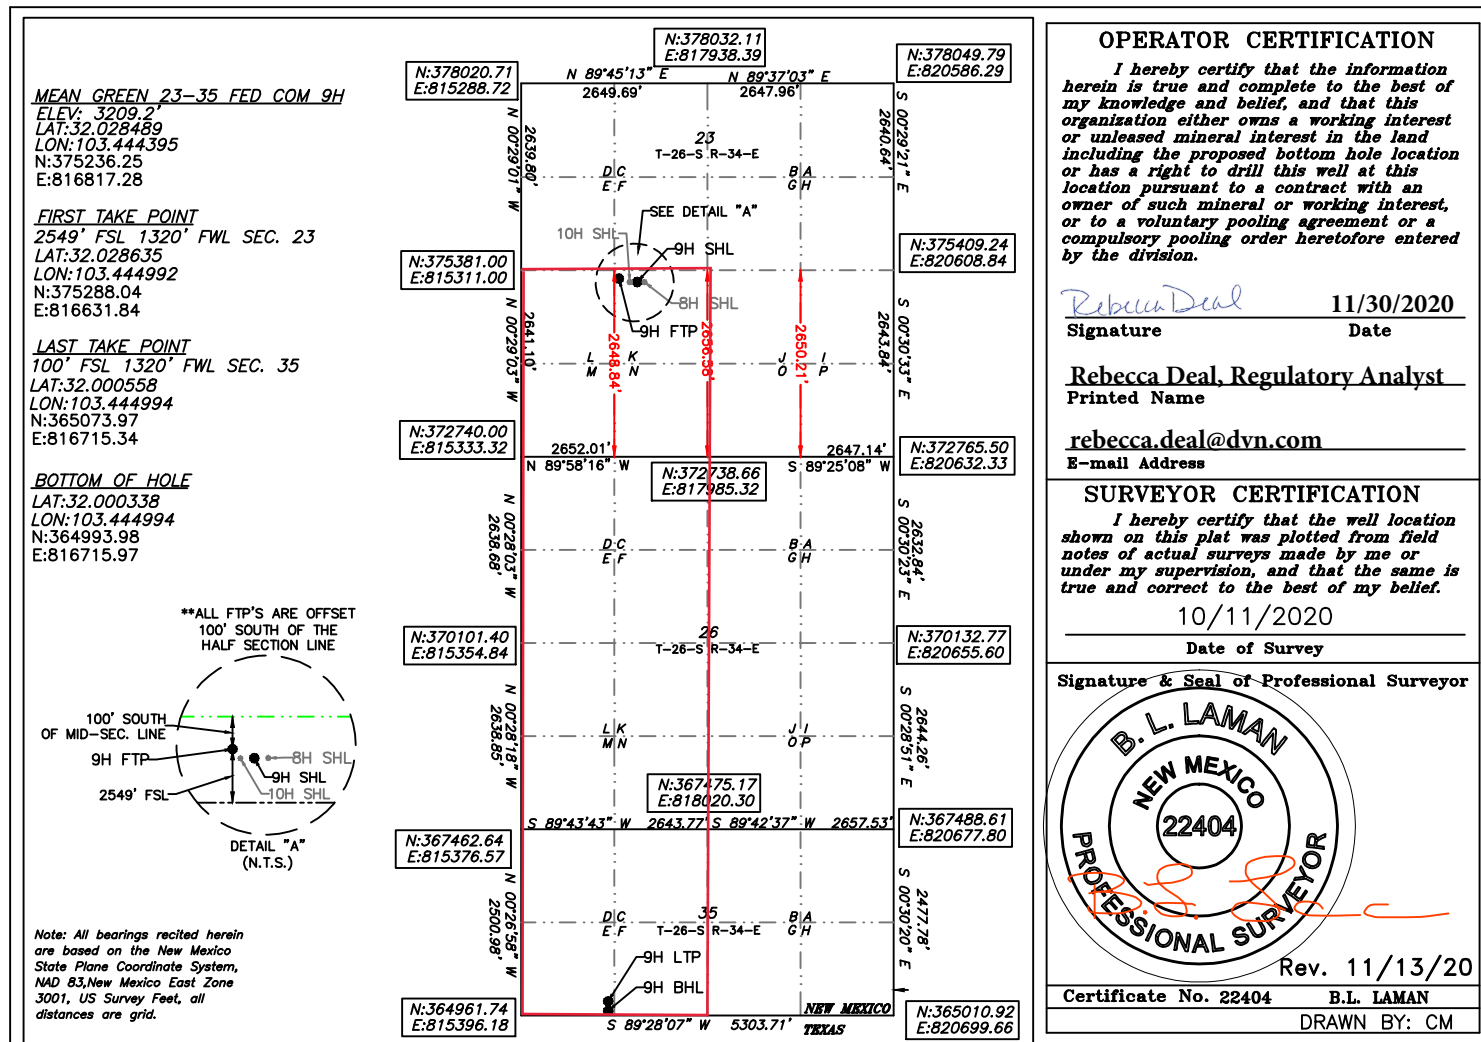 MEAN GREEN 23-35 FED COM 9H
ELEV: 3209.2'
LAT:32.028489
LON:103.444395
N:375236.25
E:816817.28
FIRST TAKE POINT
2549' FSL 1320' FWL SEC. 23
LAT:32.028635
LON:103.444992
N:375288.04
E:816631.84
LAST TAKE POINT
100' FSL 1320' FWL SEC. 35
LAT:32.000558
LON:103.444994
N:365073.97
E:816715.34
BOTTOM OF HOLE
LAT:32.000338
LON:103.444994
N:364993.98
E:816715.97
**ALL FTP'S ARE OFFSET
100' SOUTH OF THE
HALF SECTION LINE
100' SOUTH
OF MID-SEC. LINE
9H FTP
2549' FSL
8H SHL
9H SHL
10H SHL
DETAIL "A"
(N.T.S.)
Note: All bearings recited herein
are based on the New Mexico
State Plane Coordinate System,
NAD 83,New Mexico East Zone
3001, US Survey Feet, all
distances are grid.
N:378032.11
E:817938.39
N:378020.71
E:815288.72
N:378049.79
E:820586.29
N 89°45'13" E
2649.69'
N 89°37'03" E
2647.96'
N 00°29'01" W
2639.80'
S 00°29'21" E
2640.64'
23
T-26-S R-34-E
D C
E F
B A
G H
SEE DETAIL "A"
10H SHL
9H SHL
8H SHL
9H FTP
N:375381.00
E:815311.00
N:375409.24
E:820608.84
N 00°29'03" W
2641.10'
2648.84'
2656.58'
2650.21'
S 00°30'33" E
2643.84'
L K
M N
J I
O P
N:372740.00
E:815333.32
2652.01'
N 89°58'16" W
2647.14'
S 89°25'08" W
N:372765.50
E:820632.33
N:372738.66
E:817985.32
N 00°28'03" W
2638.68'
S 00°30'23" E
2632.84'
D C
E F
B A
G H
26
T-26-S R-34-E
N:370101.40
E:815354.84
N:370132.77
E:820655.60
N 00°28'18" W
2638.85'
S 00°28'51" E
2644.26'
L K
M N
J I
O P
N:367475.17
E:818020.30
S 89°43'43" W 2643.77'
S 89°42'37" W 2657.53'
N:367462.64
E:815376.57
N:367488.61
E:820677.80
N 00°26'58" W
2500.98'
S 00°30'20" E
2477.78'
35
T-26-S R-34-E
D C
E F
B A
G H
9H LTP
9H BHL
N:364961.74
E:815396.18
S 89°28'07" W 5303.71'
NEW MEXICO
TEXAS
N:365010.92
E:820699.66
OPERATOR CERTIFICATION
I hereby certify that the information
herein is true and complete to the best of
my knowledge and belief, and that this
organization either owns a working interest
or unleased mineral interest in the land
including the proposed bottom hole location
or has a right to drill this well at this
location pursuant to a contract with an
owner of such mineral or working interest,
or to a voluntary pooling agreement or a
compulsory pooling order heretofore entered
by the division.
Rebecca Deal 11/30/2020
Signature Date
Rebecca Deal, Regulatory Analyst
Printed Name
rebecca.deal@dvn.com
E-mail Address
SURVEYOR CERTIFICATION
I hereby certify that the well location
shown on this plat was plotted from field
notes of actual surveys made by me or
under my supervision, and that the same is
true and correct to the best of my belief.
10/11/2020
Date of Survey
Signature & Seal of Professional Surveyor
B. L. LAMAN
NEW MEXICO
22404
PROFESSIONAL SURVEYOR
Rev. 11/13/20
Certificate No. 22404 B.L. LAMAN
DRAWN BY: CM